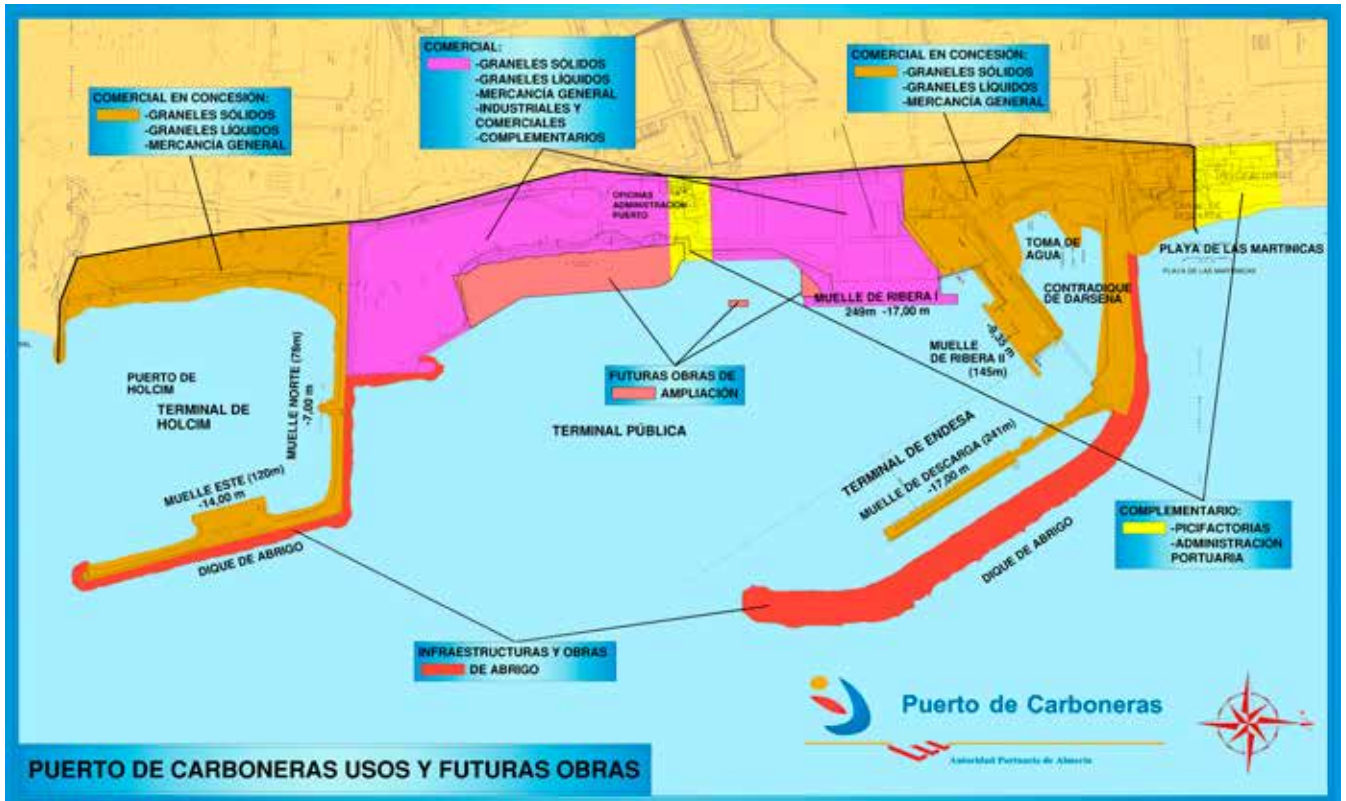 COMERCIAL EN CONCESIÓN:
-GRANELES SÓLIDOS
-GRANELES LÍQUIDOS
-MERCANCÍA GENERAL
COMERCIAL:
-GRANELES SÓLIDOS
-GRANELES LÍQUIDOS
-MERCANCÍA GENERAL
-INDUSTRIALES Y
COMERCIALES
-COMPLEMENTARIOS
COMERCIAL EN CONCESIÓN:
-GRANELES SÓLIDOS
-GRANELES LÍQUIDOS
-MERCANCÍA GENERAL
OFICINAS
ADMINISTRACION
PUERTO
TOMA DE
AGUA
PLAYA DE LAS MARTINICAS
PLAYA DE LAS MARTINICAS
CONTRADIQUE
DE DARSENA
MUELLE DE RIBERA I
249m -17,00 m
MUELLE
DE RIBERA II
(145m)
-9,35 m
PUERTO DE
HOLCIM
TERMINAL DE
HOLCIM
MUELLE NORTE (78m)
-7,00 m
MUELLE ESTE (120m)
-14,00 m
DIQUE DE ABRIGO
FUTURAS OBRAS DE
AMPLIACIÓN
TERMINAL PÚBLICA
TERMINAL DE ENDESA
MUELLE DE DESCARGA (241m)
-17,00 m
DIQUE DE ABRIGO
COMPLEMENTARIO:
-PICIFACTORIAS
-ADMINISTRACIÓN
PORTUARIA
INFRAESTRUCTURAS Y OBRAS
DE ABRIGO
Puerto de Carboneras
Autoridad Portuaria de Almería
PUERTO DE CARBONERAS USOS Y FUTURAS OBRAS